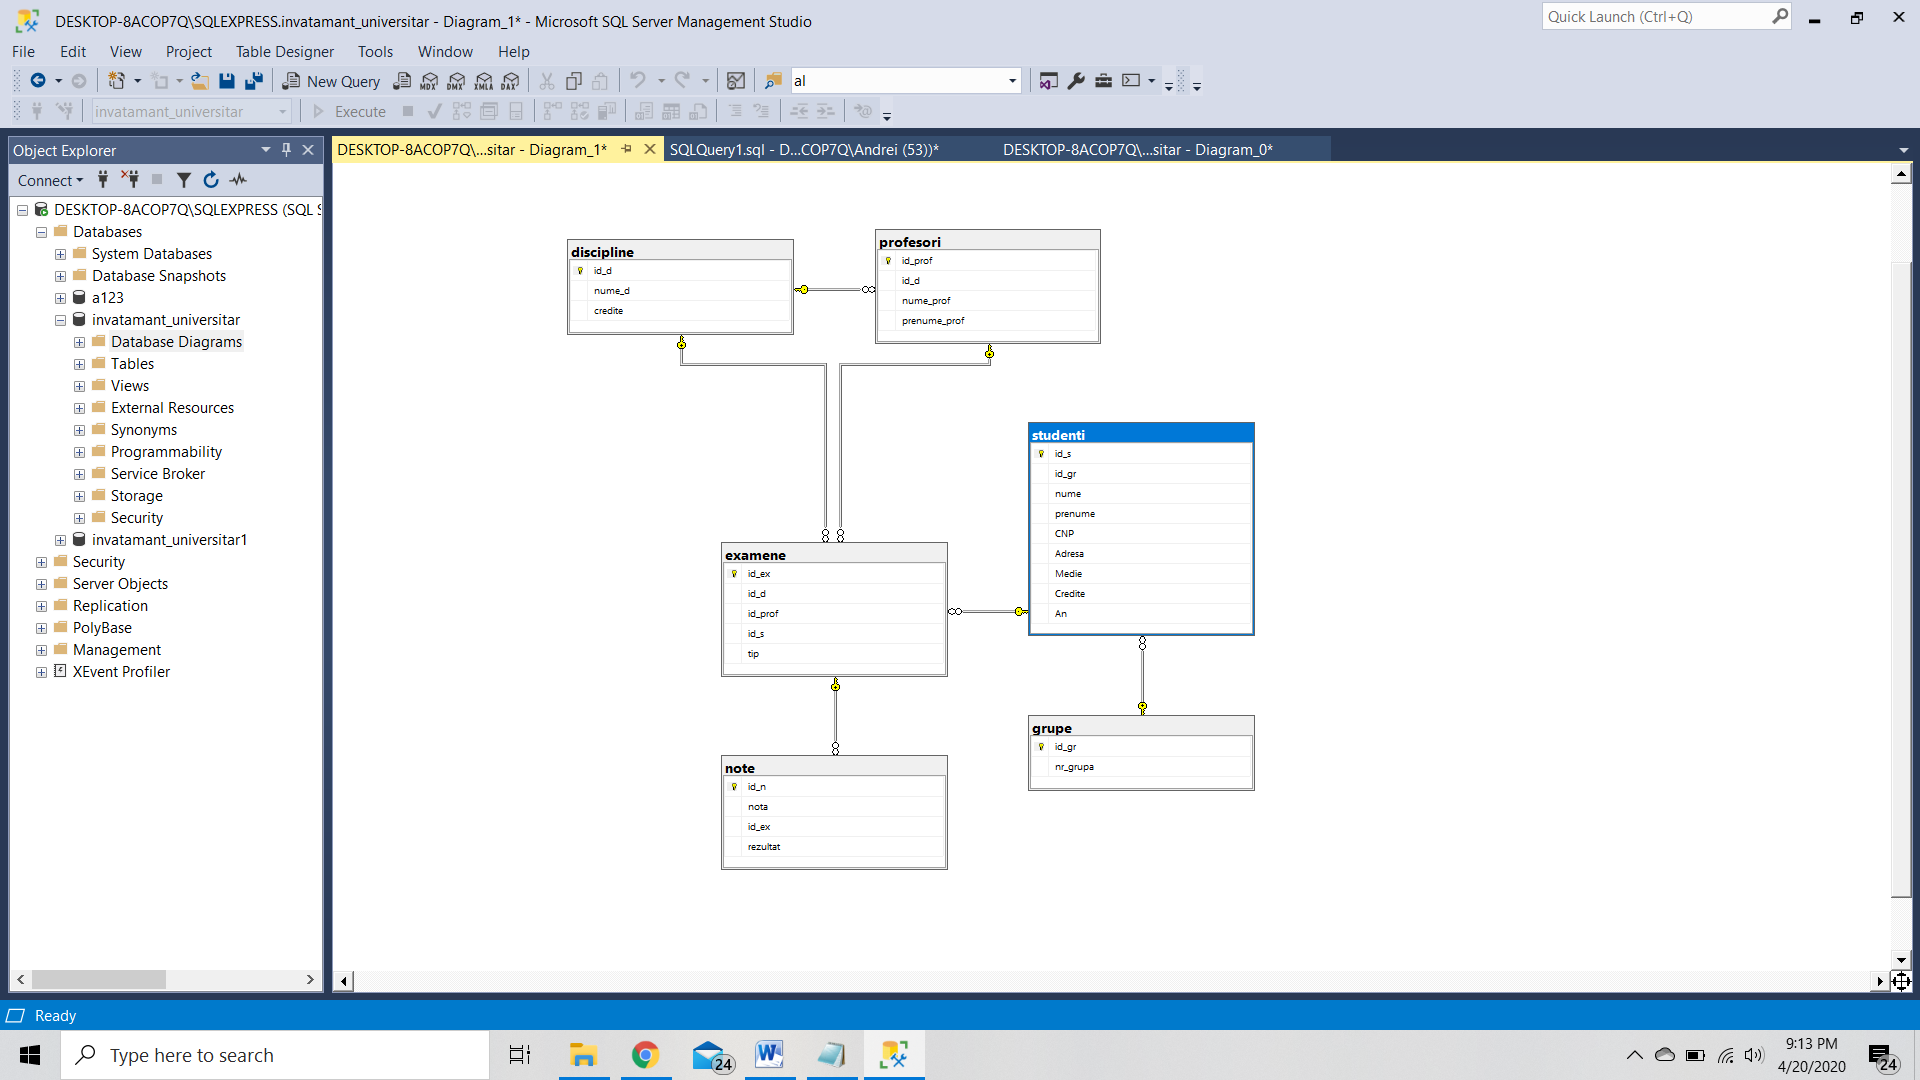 DESKTOP-8ACOP7Q\SQLEXPRESS.invatamant_universitar - Diagram_1* - Microsoft SQL Server Management Studio
Quick Launch (Ctrl+Q)
File Edit View Project Table Designer Tools Window Help
New Query MDX DMX XMLA DAX al
invatamant_universitar Execute
Object Explorer
DESKTOP-8ACOP7Q\...sitar - Diagram_1* SQLQuery1.sql - D...COP7Q\Andrei (53))* DESKTOP-8ACOP7Q\...sitar - Diagram_0*
Connect
DESKTOP-8ACOP7Q\SQLEXPRESS (SQL S
Databases
System Databases
Database Snapshots
a123
invatamant_universitar
Database Diagrams
Tables
Views
External Resources
Synonyms
Programmability
Service Broker
Storage
Security
invatamant_universitar1
Security
Server Objects
Replication
PolyBase
Management
XEvent Profiler
discipline
id_d
nume_d
credite
profesori
id_prof
id_d
nume_prof
prenume_prof
studenti
id_s
id_gr
nume
prenume
CNP
Adresa
Medie
Credite
An
examene
id_ex
id_d
id_prof
id_s
tip
grupe
id_gr
nr_grupa
note
id_n
nota
id_ex
rezultat
Ready
Type here to search
24
9:13 PM
4/20/2020
24